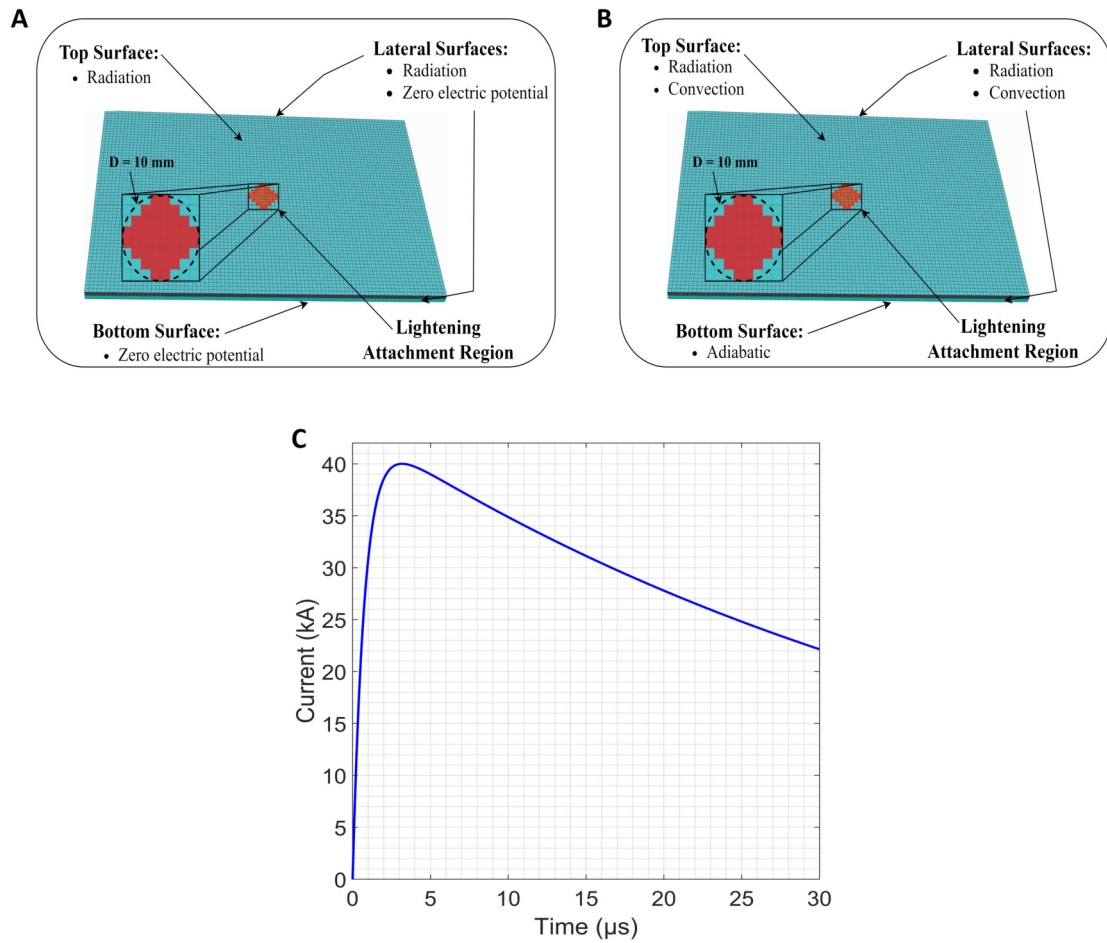 A
Top Surface:
• Radiation
Lateral Surfaces:
• Radiation
• Zero electric potential
D = 10 mm
Bottom Surface:
• Zero electric potential
Lightening
Attachment Region
B
Top Surface:
• Radiation
• Convection
Lateral Surfaces:
• Radiation
• Convection
D = 10 mm
Bottom Surface:
• Adiabatic
Lightening
Attachment Region
C
40
35
30
25
20
15
10
5
0
Current (kA)
0 5 10 15 20 25 30
Time (μs)